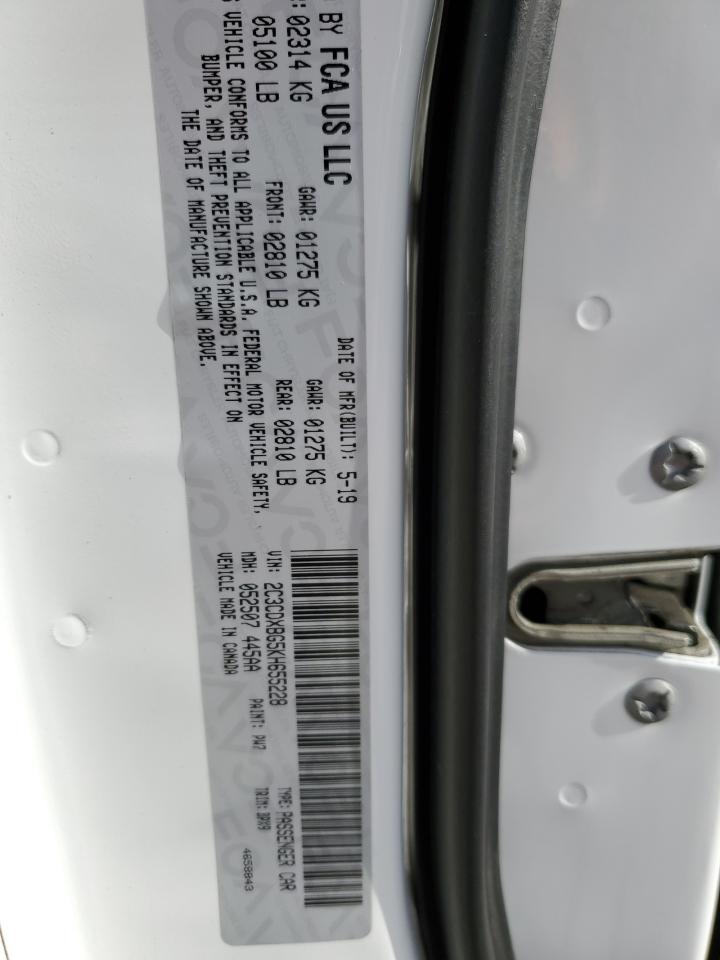 BY FCA US LLC
DATE OF MFR(BUILT): 5-19
: 02314 KG
GAWR: 01275 KG
GAWR: 01275 KG
05100 LB
FRONT: 02810 LB
REAR: 02810 LB
VEHICLE CONFORMS TO ALL APPLICABLE U.S.A. FEDERAL MOTOR VEHICLE SAFETY,
BUMPER, AND THEFT PREVENTION STANDARDS IN EFFECT ON
THE DATE OF MANUFACTURE SHOWN ABOVE.
VIN: 2C3CDXBG5KH655228
TYPE: PASSENGER CAR
MDH: 052507 445AA
PAINT: PW7
TRIM: DPX9
VEHICLE MADE IN CANADA
4658843